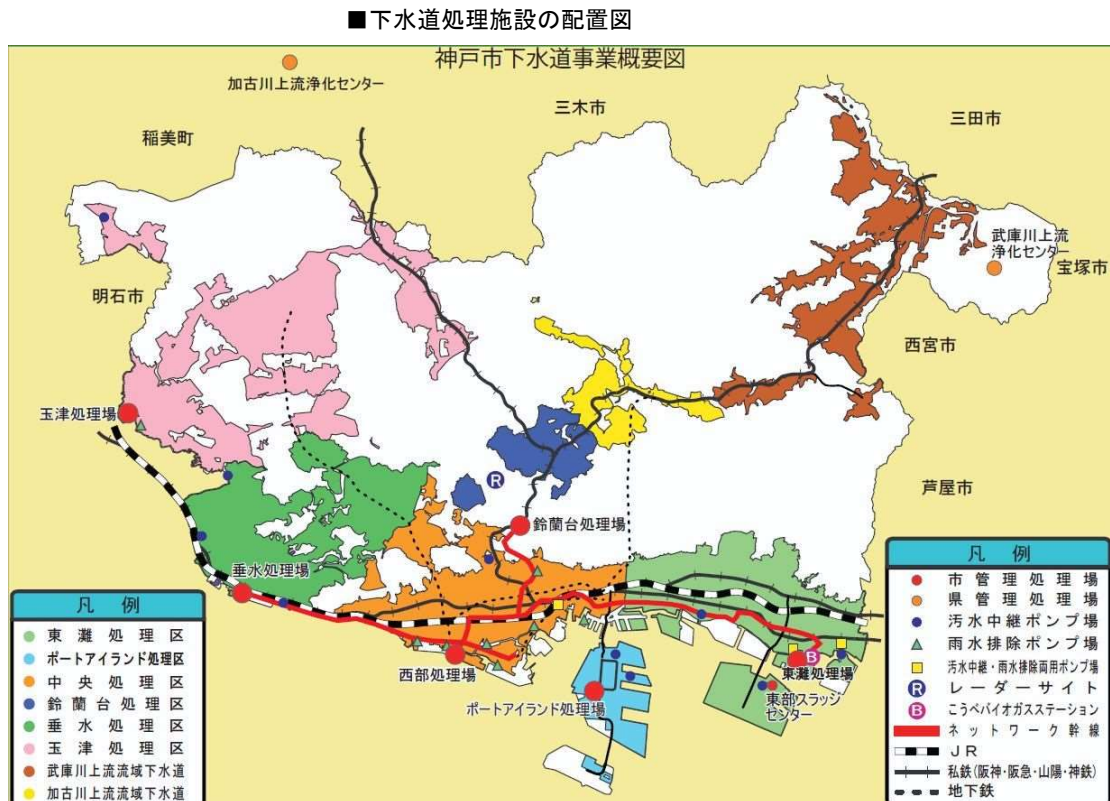 ■下水道処理施設の配置図
神戸市下水道事業概要図
加古川上流浄化センター
三木市
三田市
稲美町
武庫川上流
浄化センター
宝塚市
明石市
西宮市
玉津処理場
芦屋市
鈴蘭台処理場
垂水処理場
西部処理場
東灘処理場
東部スラッジ
センター
ポートアイランド処理場
R
B
凡例
東灘処理区
ポートアイランド処理区
中央処理区
鈴蘭台処理区
垂水処理区
玉津処理区
武庫川上流流域下水道
加古川上流流域下水道
凡例
市管理処理場
県管理処理場
汚水中継ポンプ場
雨水排除ポンプ場
汚水中継・雨水排除両用ポンプ場
R レーダーサイト
B こうべバイオガスステーション
ネットワーク幹線
JR
私鉄(阪神・阪急・山陽・神鉄)
地下鉄